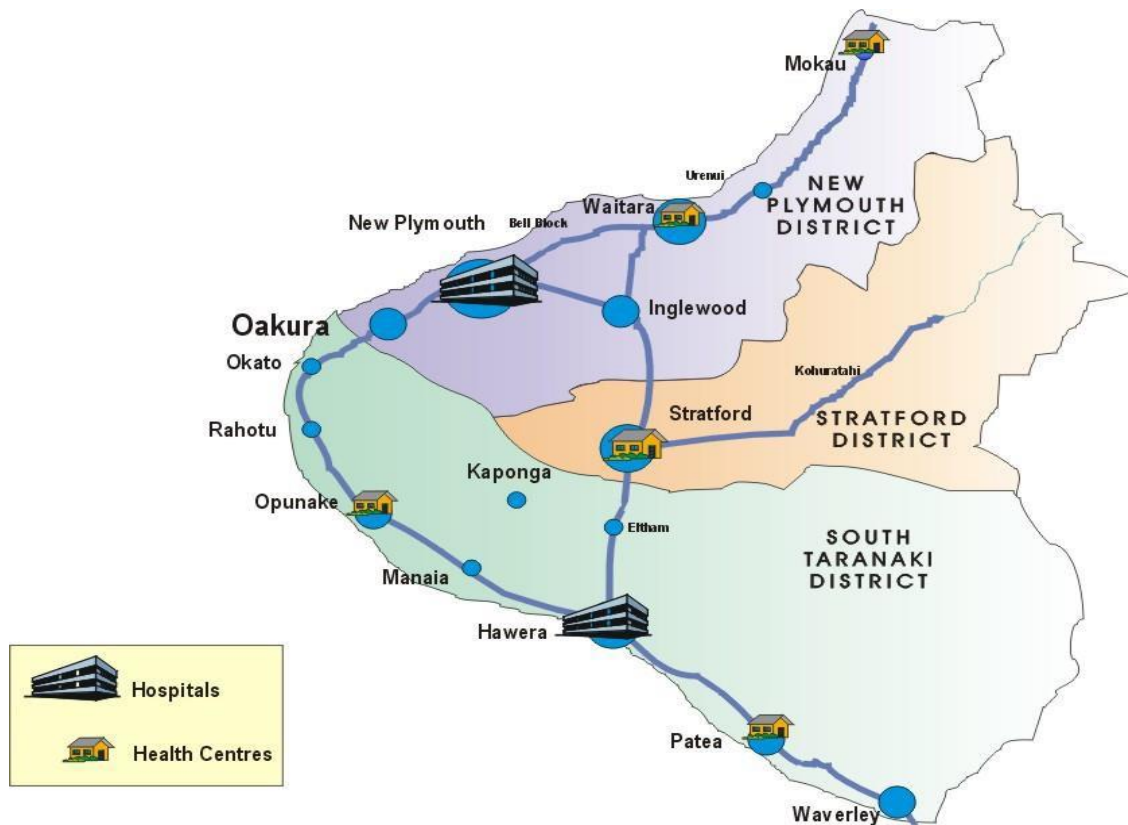 Mokau
Urenui
NEW
PLYMOUTH
DISTRICT
Waitara
New Plymouth
Bell Block
Inglewood
Oakura
Okato
Kohuratahi
Stratford
STRATFORD
DISTRICT
Rahotu
Kaponga
Opunake
Eltham
SOUTH
TARANAKI
DISTRICT
Manaia
Hawera
Hospitals
Health Centres
Patea
Waverley